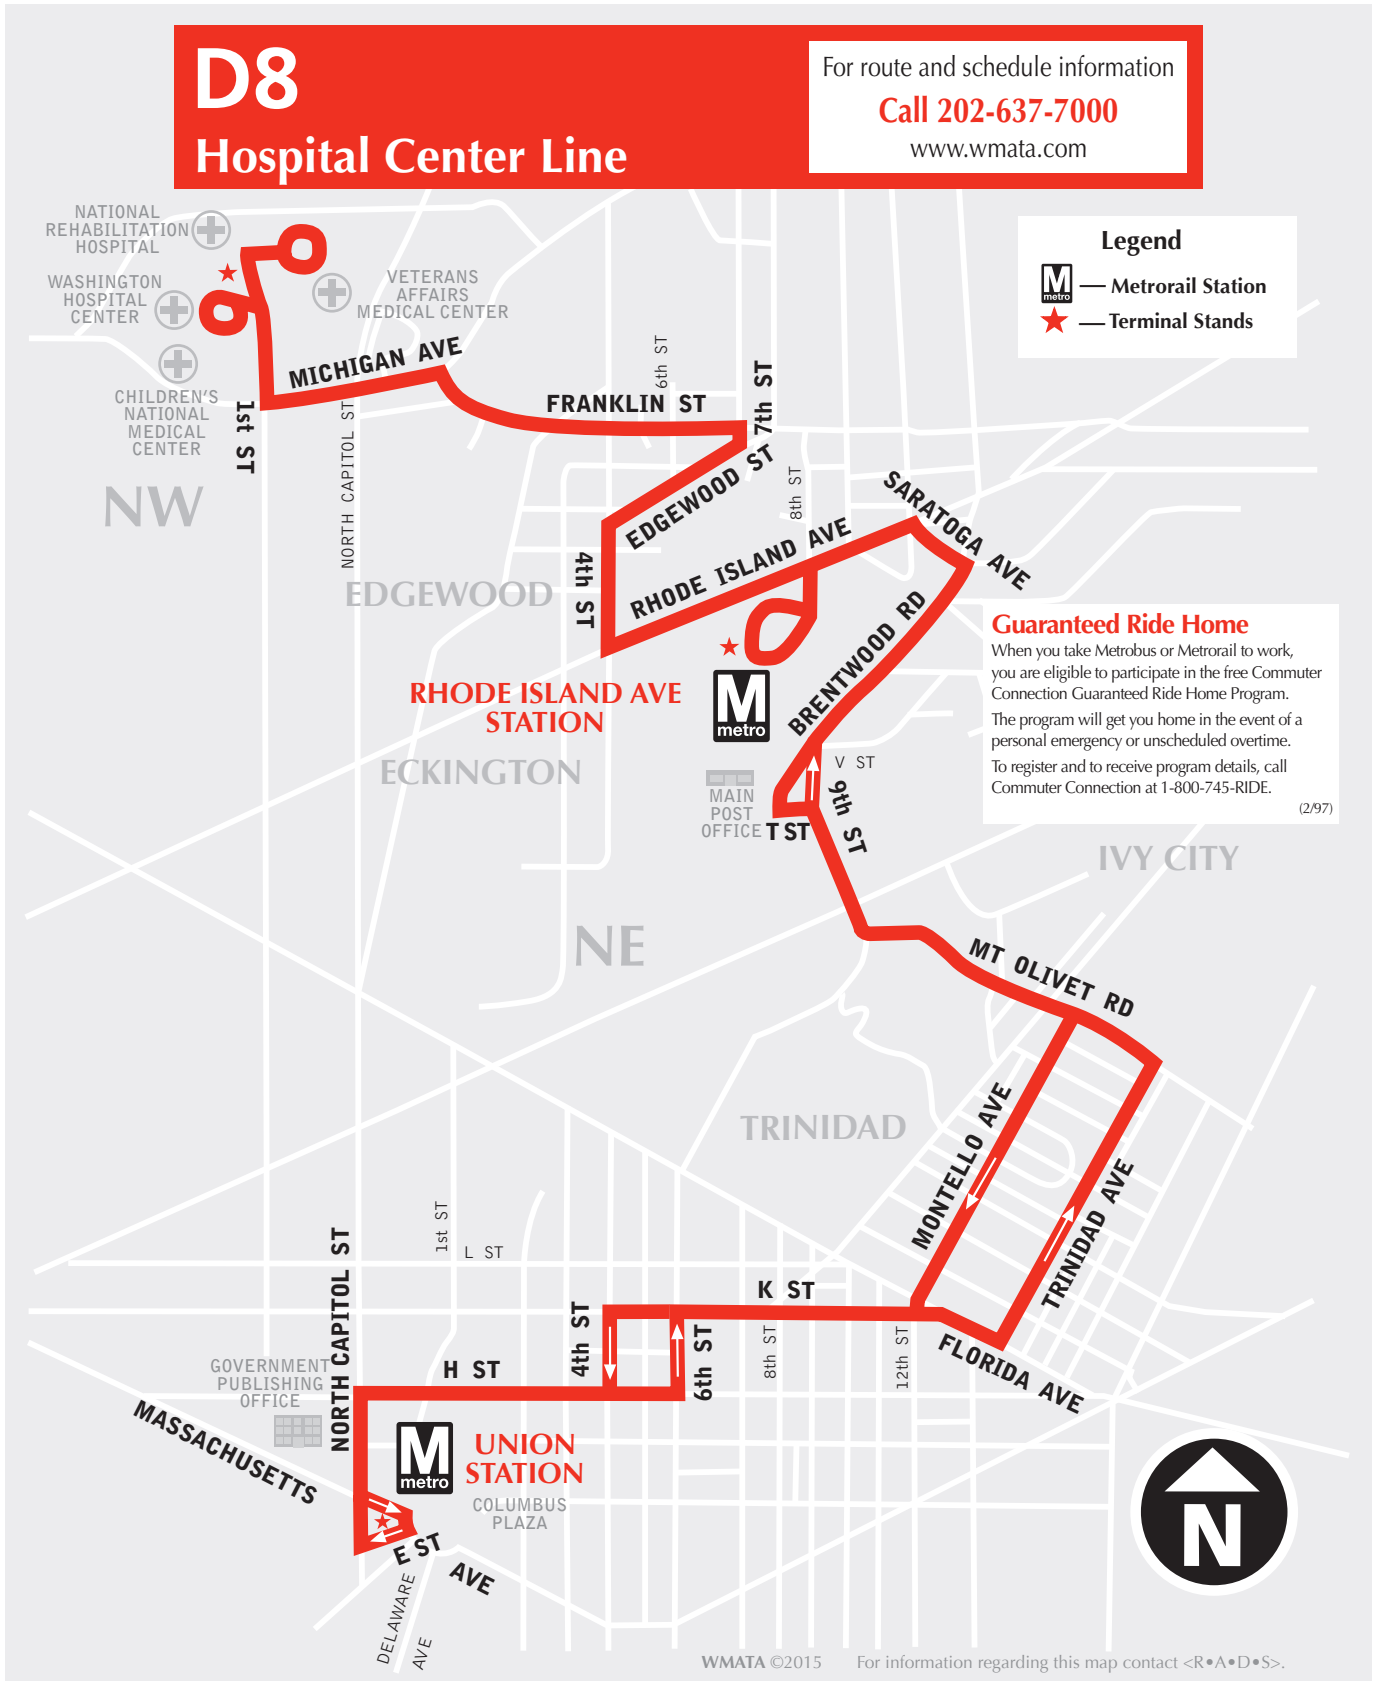 D8
Hospital Center Line
For route and schedule information
Call 202-637-7000
www.wmata.com
NATIONAL
REHABILITATION
HOSPITAL
WASHINGTON
HOSPITAL
CENTER
VETERANS
AFFAIRS
MEDICAL CENTER
CHILDREN'S
NATIONAL
MEDICAL
CENTER
Legend
M
metro
— Metrorail Station
— Terminal Stands
MICHIGAN AVE
FRANKLIN ST
6th ST
7th ST
1st ST
NORTH CAPITOL ST
NW
EDGEWOOD ST
8th ST
SARATOGA AVE
RHODE ISLAND AVE
4th ST
EDGEWOOD
BRENTWOOD RD
RHODE ISLAND AVE
STATION
M
metro
ECKINGTON
V ST
9th ST
MAIN
POST
OFFICE
T ST
Guaranteed Ride Home
When you take Metrobus or Metrorail to work,
you are eligible to participate in the free Commuter
Connection Guaranteed Ride Home Program.
The program will get you home in the event of a
personal emergency or unscheduled overtime.
To register and to receive program details, call
Commuter Connection at 1-800-745-RIDE.
(2/97)
IVY CITY
NE
MT OLIVET RD
TRINIDAD
MONTELLO AVE
TRINIDAD AVE
1st ST
L ST
NORTH CAPITOL ST
K ST
4th ST
6th ST
8th ST
12th ST
FLORIDA AVE
H ST
GOVERNMENT
PUBLISHING
OFFICE
MASSACHUSETTS
M
metro
UNION
STATION
COLUMBUS
PLAZA
E ST
AVE
DELAWARE
AVE
N
WMATA ©2015
For information regarding this map contact <R•A•D•S>.